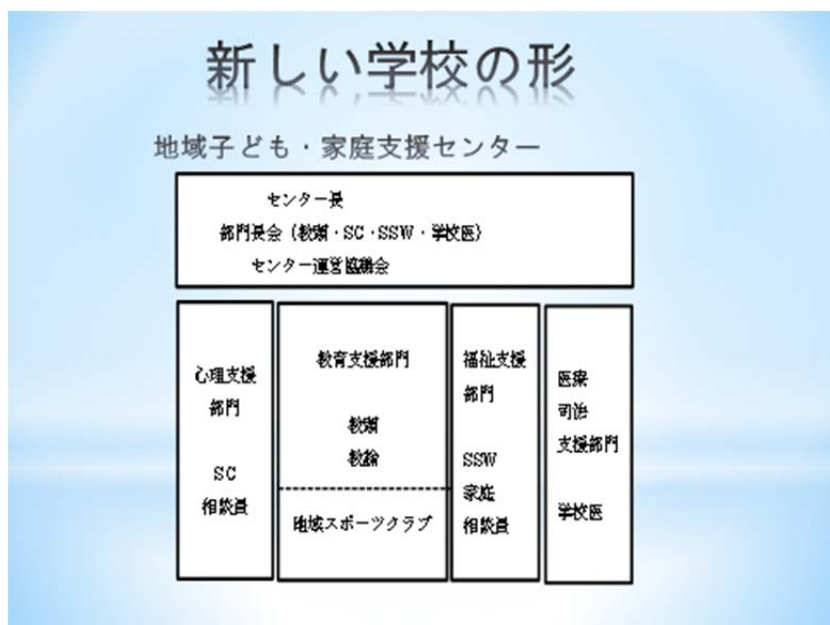 新しい学校の形
地域子ども・家庭支援センター
センター長
部門長会（教頭・SC・SSW・学校医）
センター運営協議会
心理支援
部門
SC
相談員
教育支援部門
教頭
教諭
地域スポーツクラブ
福祉支援
部門
SSW
家庭
相談員
医療
司治
支援部門
学校医